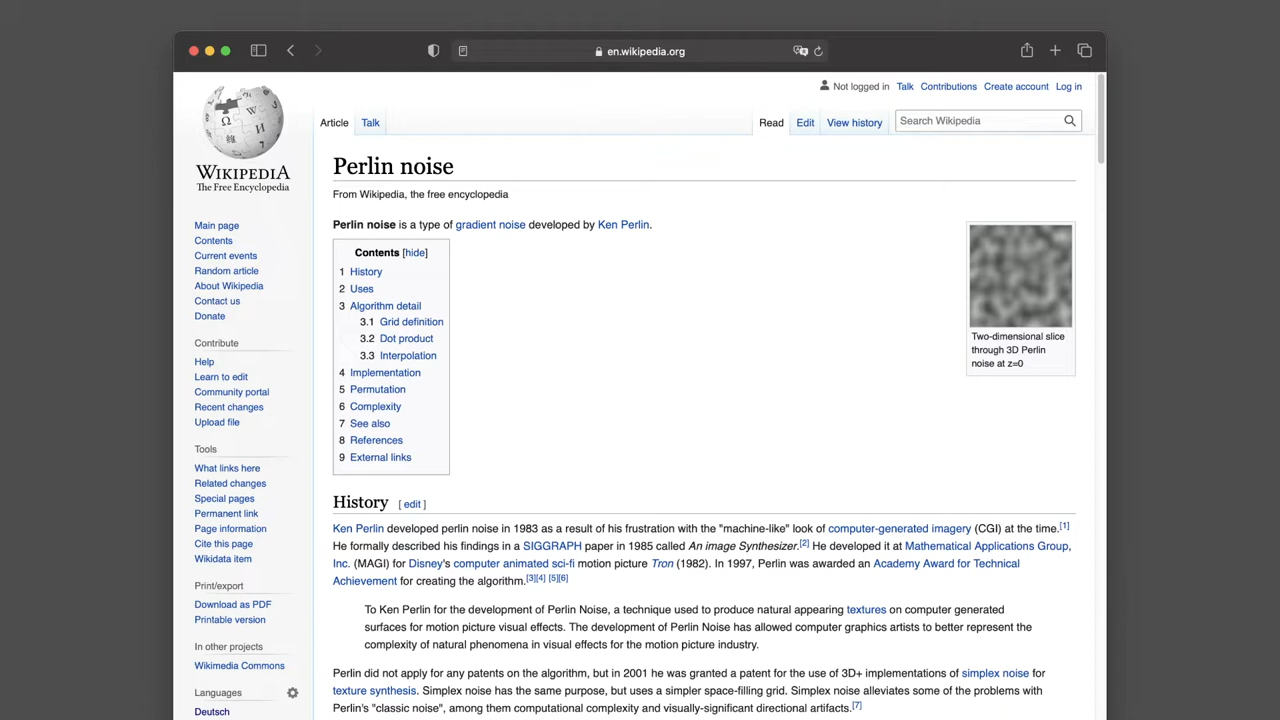 en.wikipedia.org
Not logged in Talk Contributions Create account Log in
Article Talk Read Edit View history Search Wikipedia
WIKIPEDIA
The Free Encyclopedia
Main page
Contents
Current events
Random article
About Wikipedia
Contact us
Donate
Contribute
Help
Learn to edit
Community portal
Recent changes
Upload file
Tools
What links here
Related changes
Special pages
Permanent link
Page information
Cite this page
Wikidata item
Print/export
Download as PDF
Printable version
In other projects
Wikimedia Commons
Languages
Deutsch
Perlin noise
From Wikipedia, the free encyclopedia
Perlin noise is a type of gradient noise developed by Ken Perlin.
Contents [hide]
1 History
2 Uses
3 Algorithm detail
3.1 Grid definition
3.2 Dot product
3.3 Interpolation
4 Implementation
5 Permutation
6 Complexity
7 See also
8 References
9 External links
Two-dimensional slice
through 3D Perlin
noise at z=0
History [ edit ]
Ken Perlin developed perlin noise in 1983 as a result of his frustration with the "machine-like" look of computer-generated imagery (CGI) at the time.[1]
He formally described his findings in a SIGGRAPH paper in 1985 called An image Synthesizer.[2] He developed it at Mathematical Applications Group,
Inc. (MAGI) for Disney's computer animated sci-fi motion picture Tron (1982). In 1997, Perlin was awarded an Academy Award for Technical
Achievement for creating the algorithm.[3][4] [5][6]
To Ken Perlin for the development of Perlin Noise, a technique used to produce natural appearing textures on computer generated
surfaces for motion picture visual effects. The development of Perlin Noise has allowed computer graphics artists to better represent the
complexity of natural phenomena in visual effects for the motion picture industry.
Perlin did not apply for any patents on the algorithm, but in 2001 he was granted a patent for the use of 3D+ implementations of simplex noise for
texture synthesis. Simplex noise has the same purpose, but uses a simpler space-filling grid. Simplex noise alleviates some of the problems with
Perlin's "classic noise", among them computational complexity and visually-significant directional artifacts.[7]